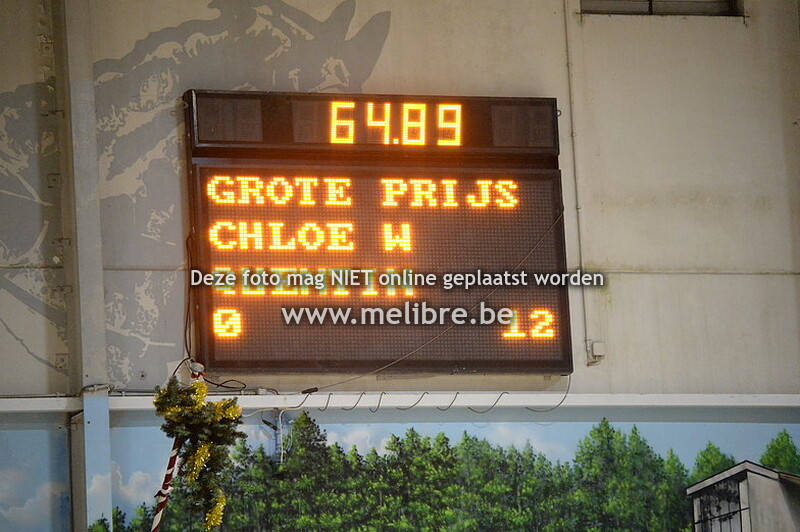 64.89
GROTE PRIJS
CHLOE W
Deze foto mag NIET online geplaatst worden
www.melibre.be
0 12